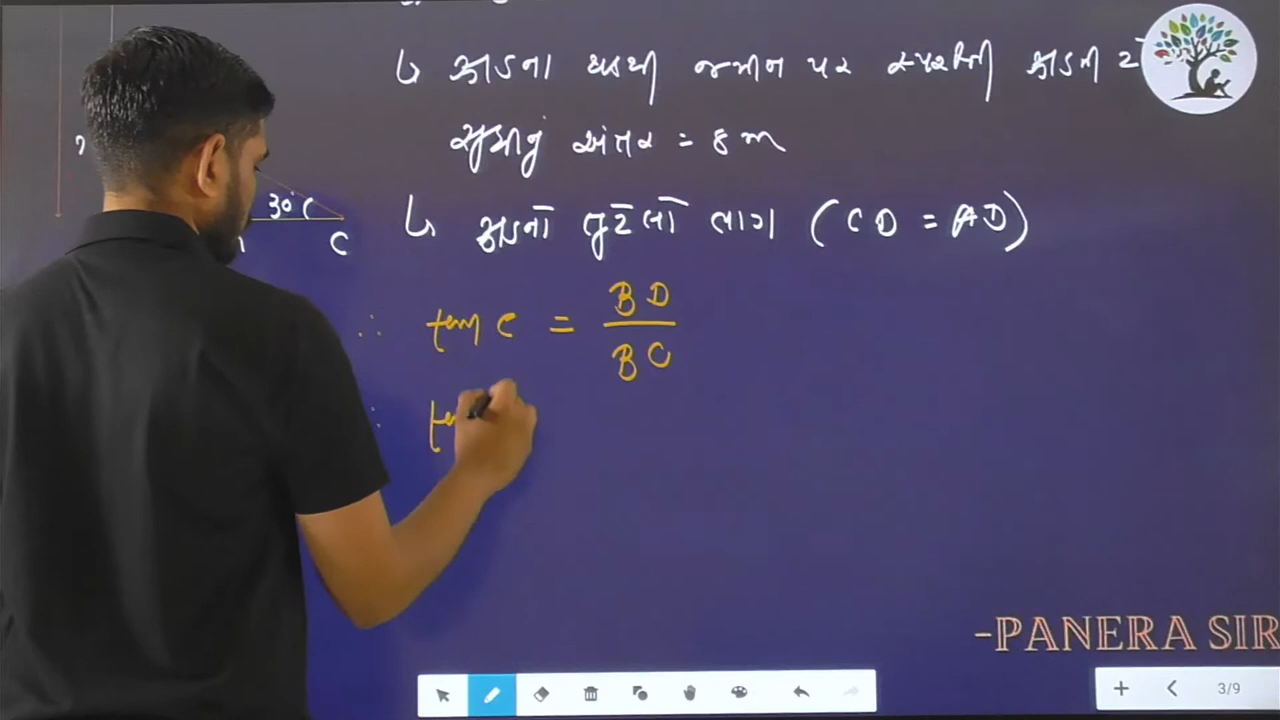 ↳ ઝાડના થડથી જમીન પર સ્પર્શતી ઝાડની ટો
સુધીનું અંતર = 8 m
30° C
C
↳ ઝાડનો તૂટેલો ભાગ (CD = AD)
∴ tan C = BD / BC
∴
-PANERA SIR
3/9